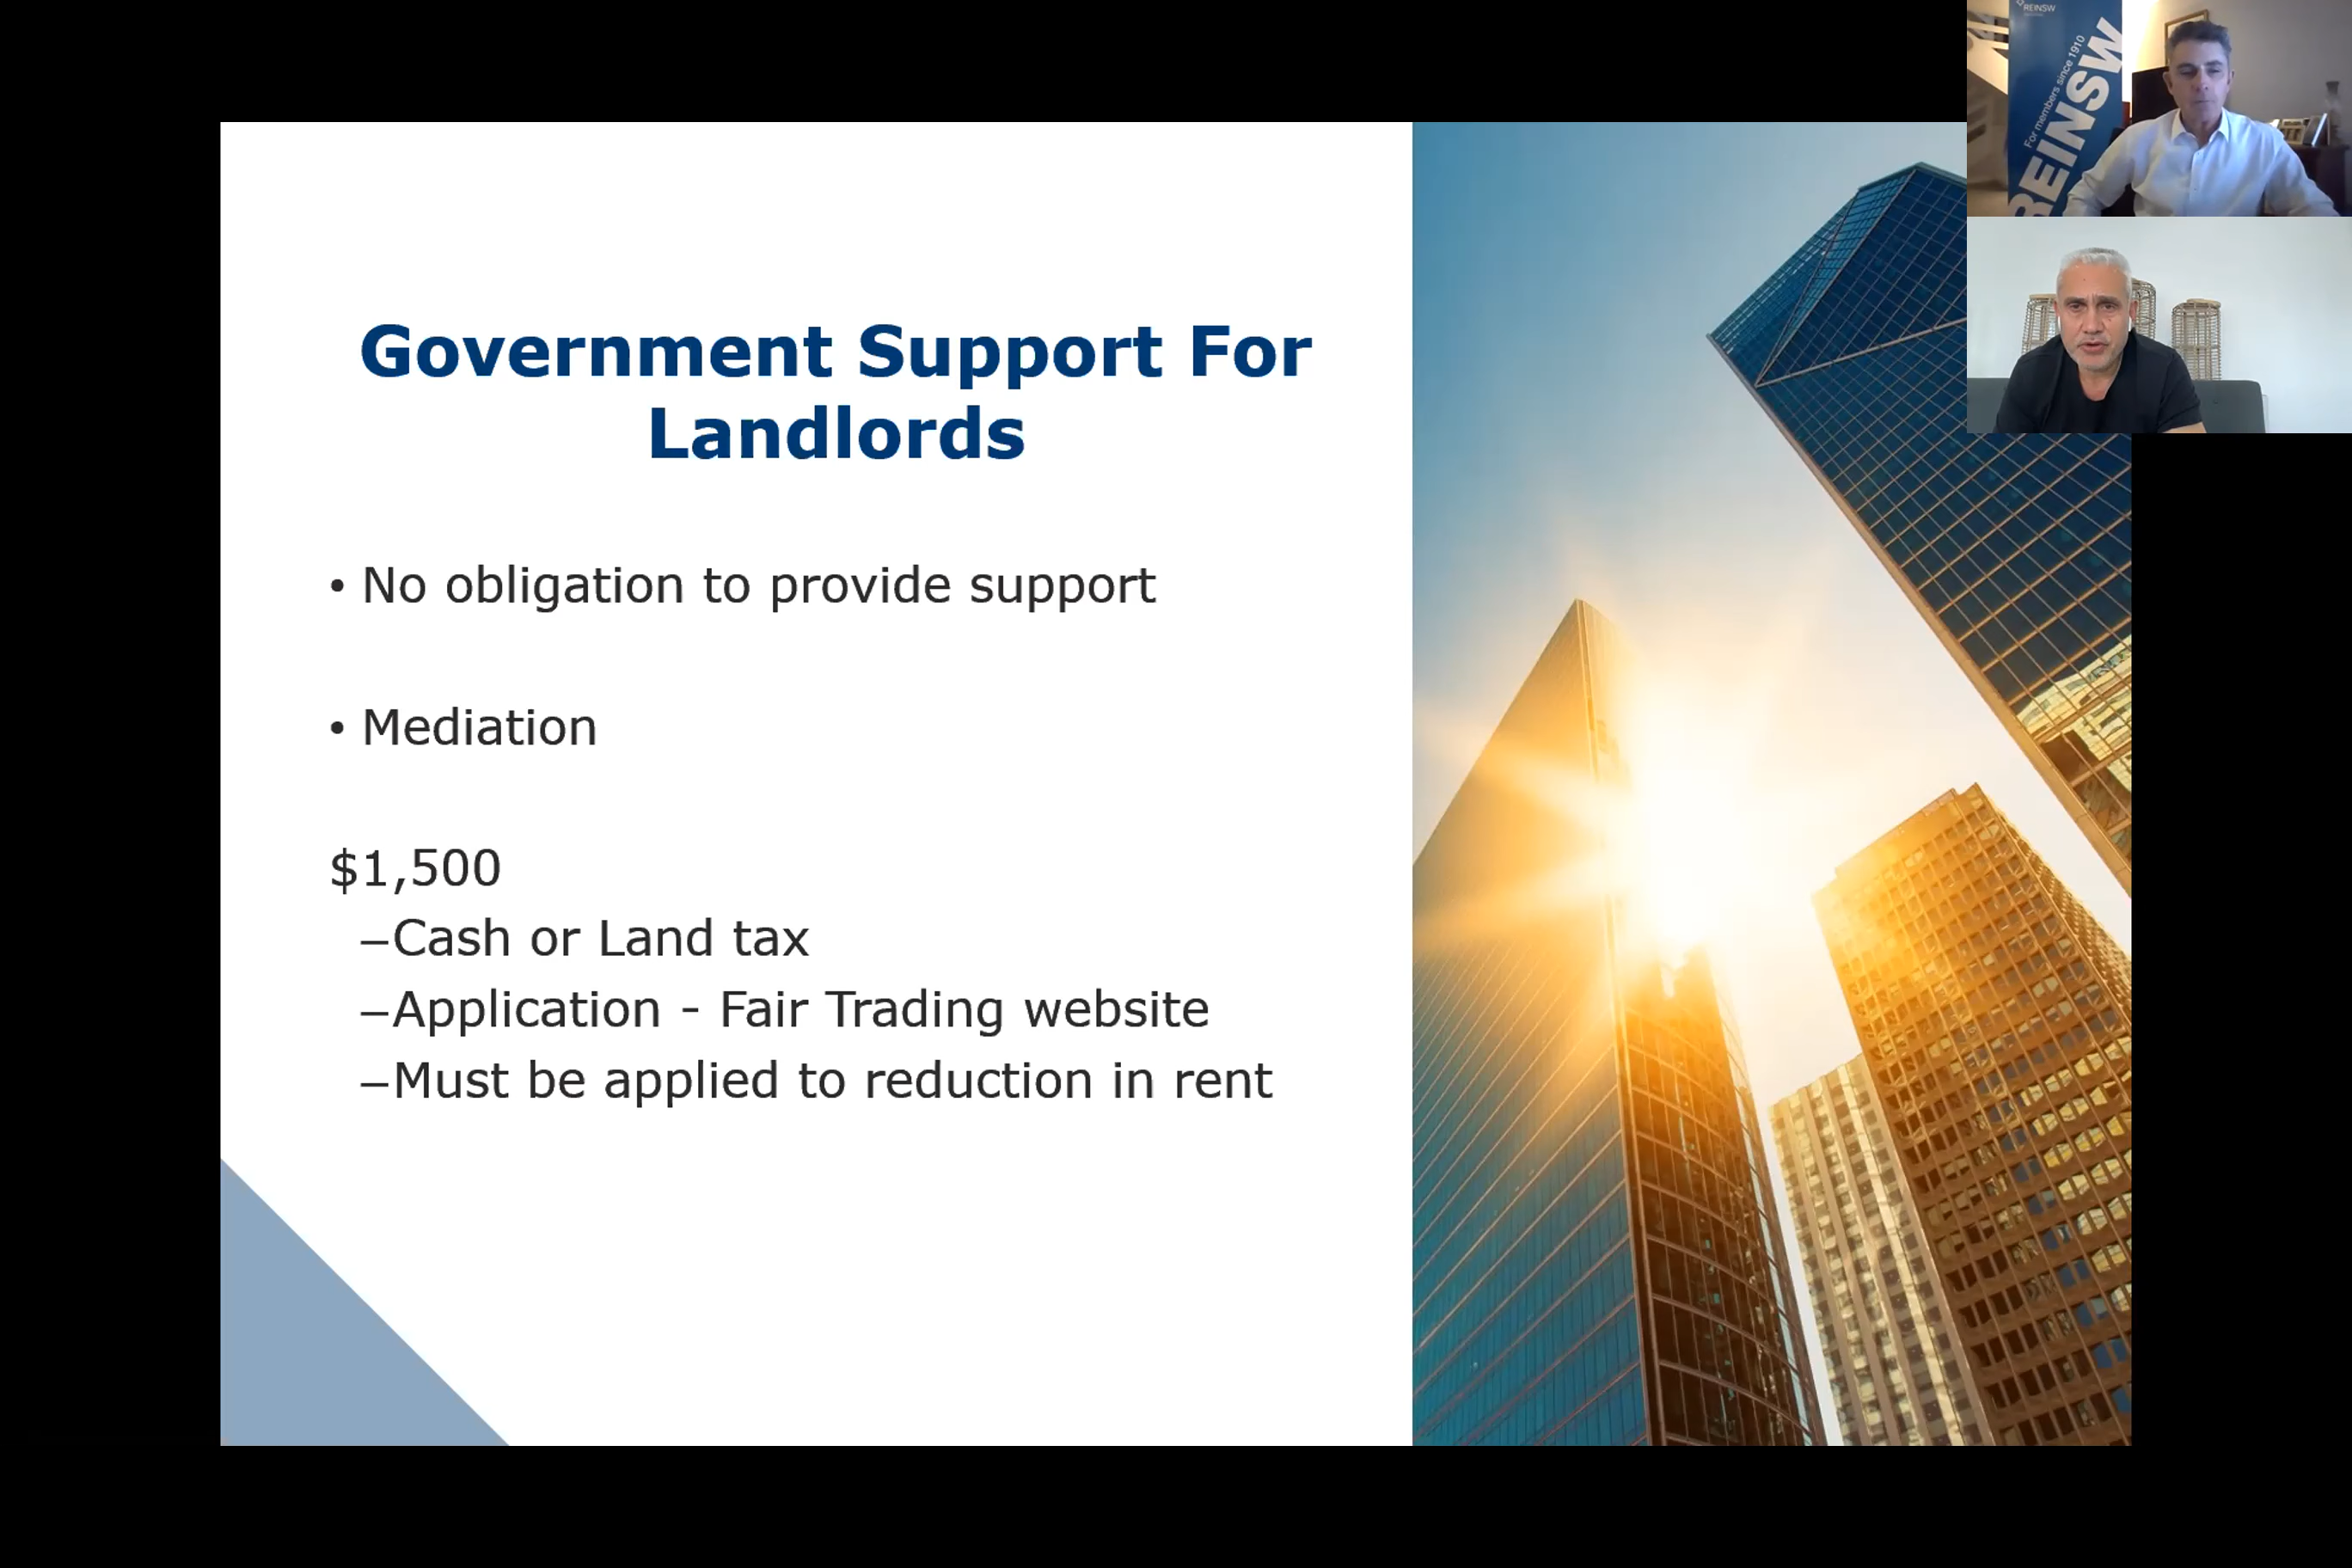 Government Support For
Landlords
• No obligation to provide support
• Mediation
$1,500
–Cash or Land tax
–Application - Fair Trading website
–Must be applied to reduction in rent
REINSW
For members since 1910
REINSW